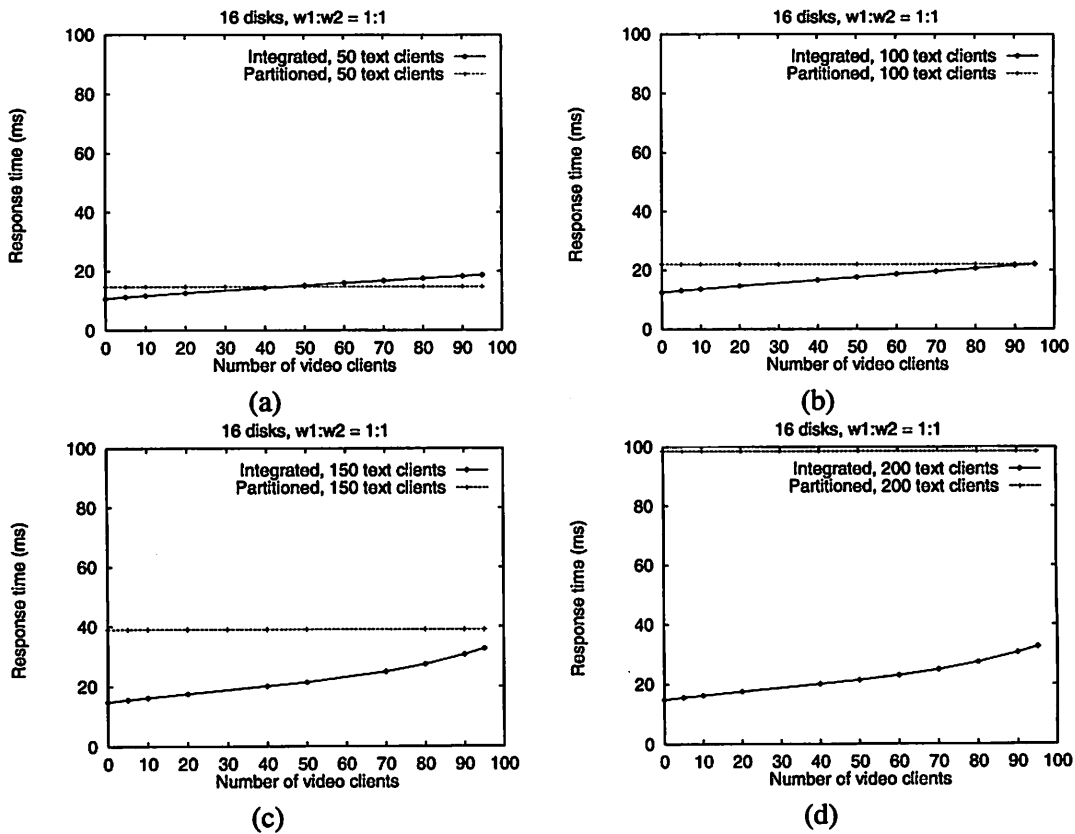 16 disks, w1:w2 = 1:1
100
80
60
40
20
0
Response time (ms)
Integrated, 50 text clients
Partitioned, 50 text clients
0 10 20 30 40 50 60 70 80 90 100
Number of video clients
(a)
16 disks, w1:w2 = 1:1
100
80
60
40
20
0
Response time (ms)
Integrated, 100 text clients
Partitioned, 100 text clients
0 10 20 30 40 50 60 70 80 90 100
Number of video clients
(b)
16 disks, w1:w2 = 1:1
100
80
60
40
20
0
Response time (ms)
Integrated, 150 text clients
Partitioned, 150 text clients
0 10 20 30 40 50 60 70 80 90 100
Number of video clients
(c)
16 disks, w1:w2 = 1:1
100
80
60
40
20
0
Response time (ms)
Integrated, 200 text clients
Partitioned, 200 text clients
0 10 20 30 40 50 60 70 80 90 100
Number of video clients
(d)